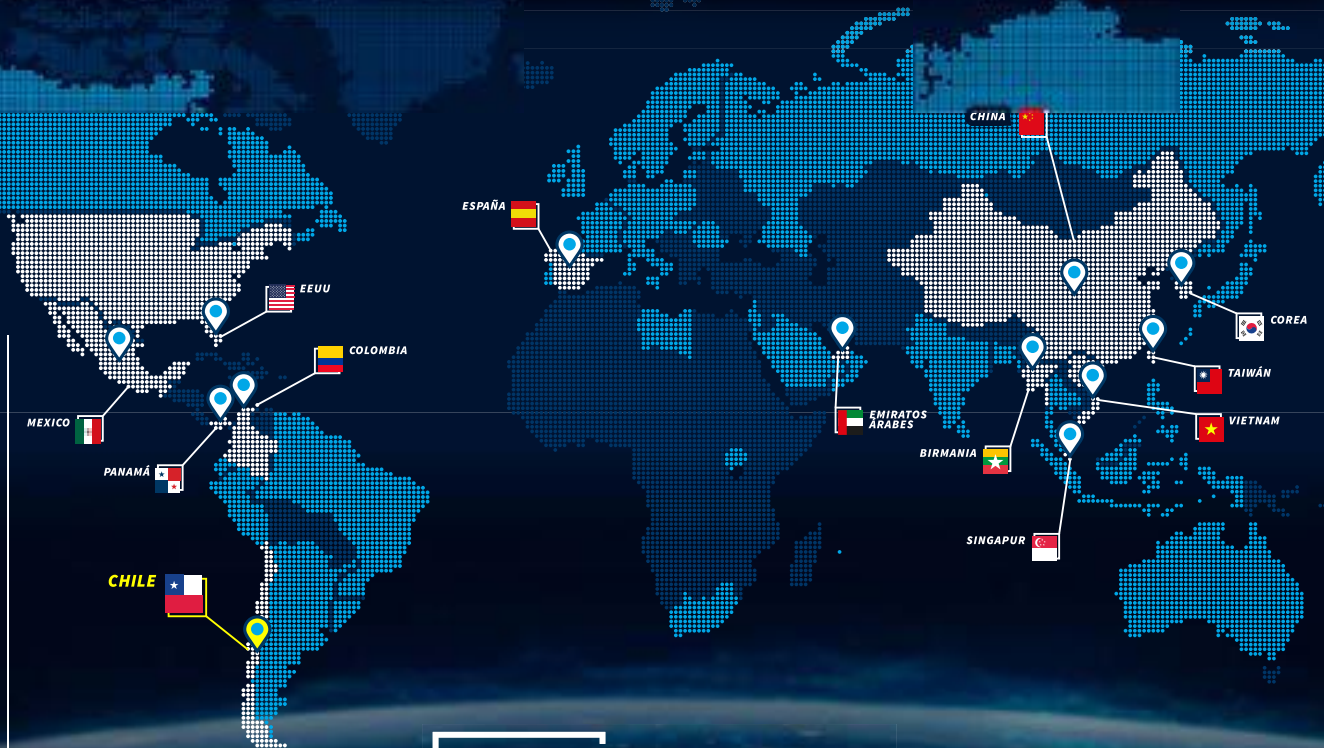 CHINA
ESPAÑA
EEUU
COREA
COLOMBIA
TAIWÁN
EMIRATOS
ÁRABES
VIETNAM
MEXICO
BIRMANIA
PANAMÁ
SINGAPUR
CHILE